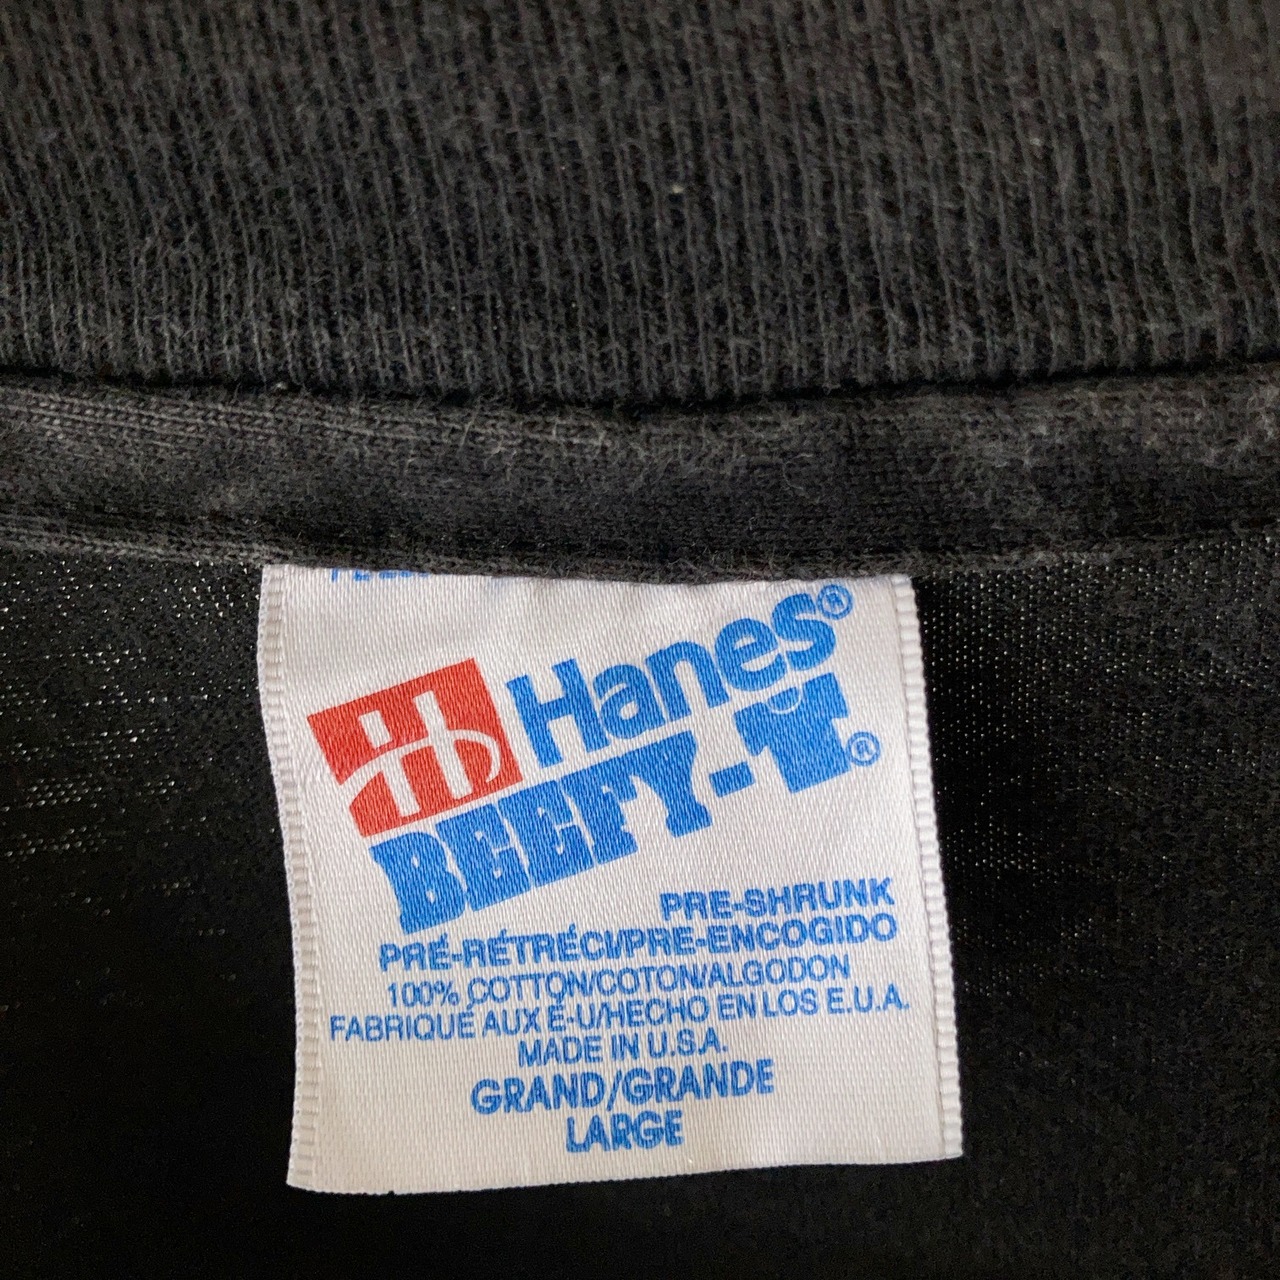 Hanes®
BEEFY-T®
PRE-SHRUNK
PRÉ-RÉTRÉCI/PRE-ENCOGIDO
100% COTTON/COTON/ALGODON
FABRIQUÉ AUX É-U/HECHO EN LOS E.U.A.
MADE IN U.S.A.
GRAND/GRANDE
LARGE